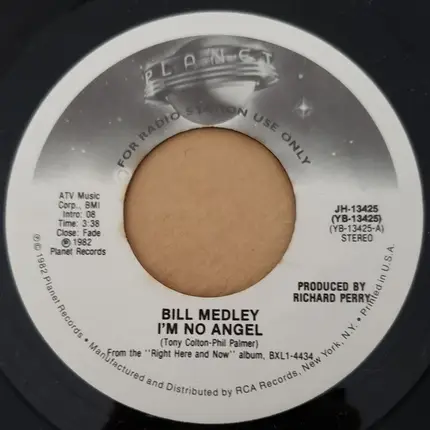 PLANET
FOR RADIO STATION USE ONLY
ATV Music
Corp., BMI
Intro: 08
Time: 3:38
Close: Fade
℗ 1982
Planet Records
JH-13425
(YB-13425)
(YB-13425-A)
STEREO
PRODUCED BY
RICHARD PERRY
BILL MEDLEY
I'M NO ANGEL
(Tony Colton-Phil Palmer)
From the "Right Here and Now" album, BXL1-4434
℗ © 1982 Planet Records. • Manufactured and Distributed by RCA Records, New York, N.Y. • Printed in U.S.A.